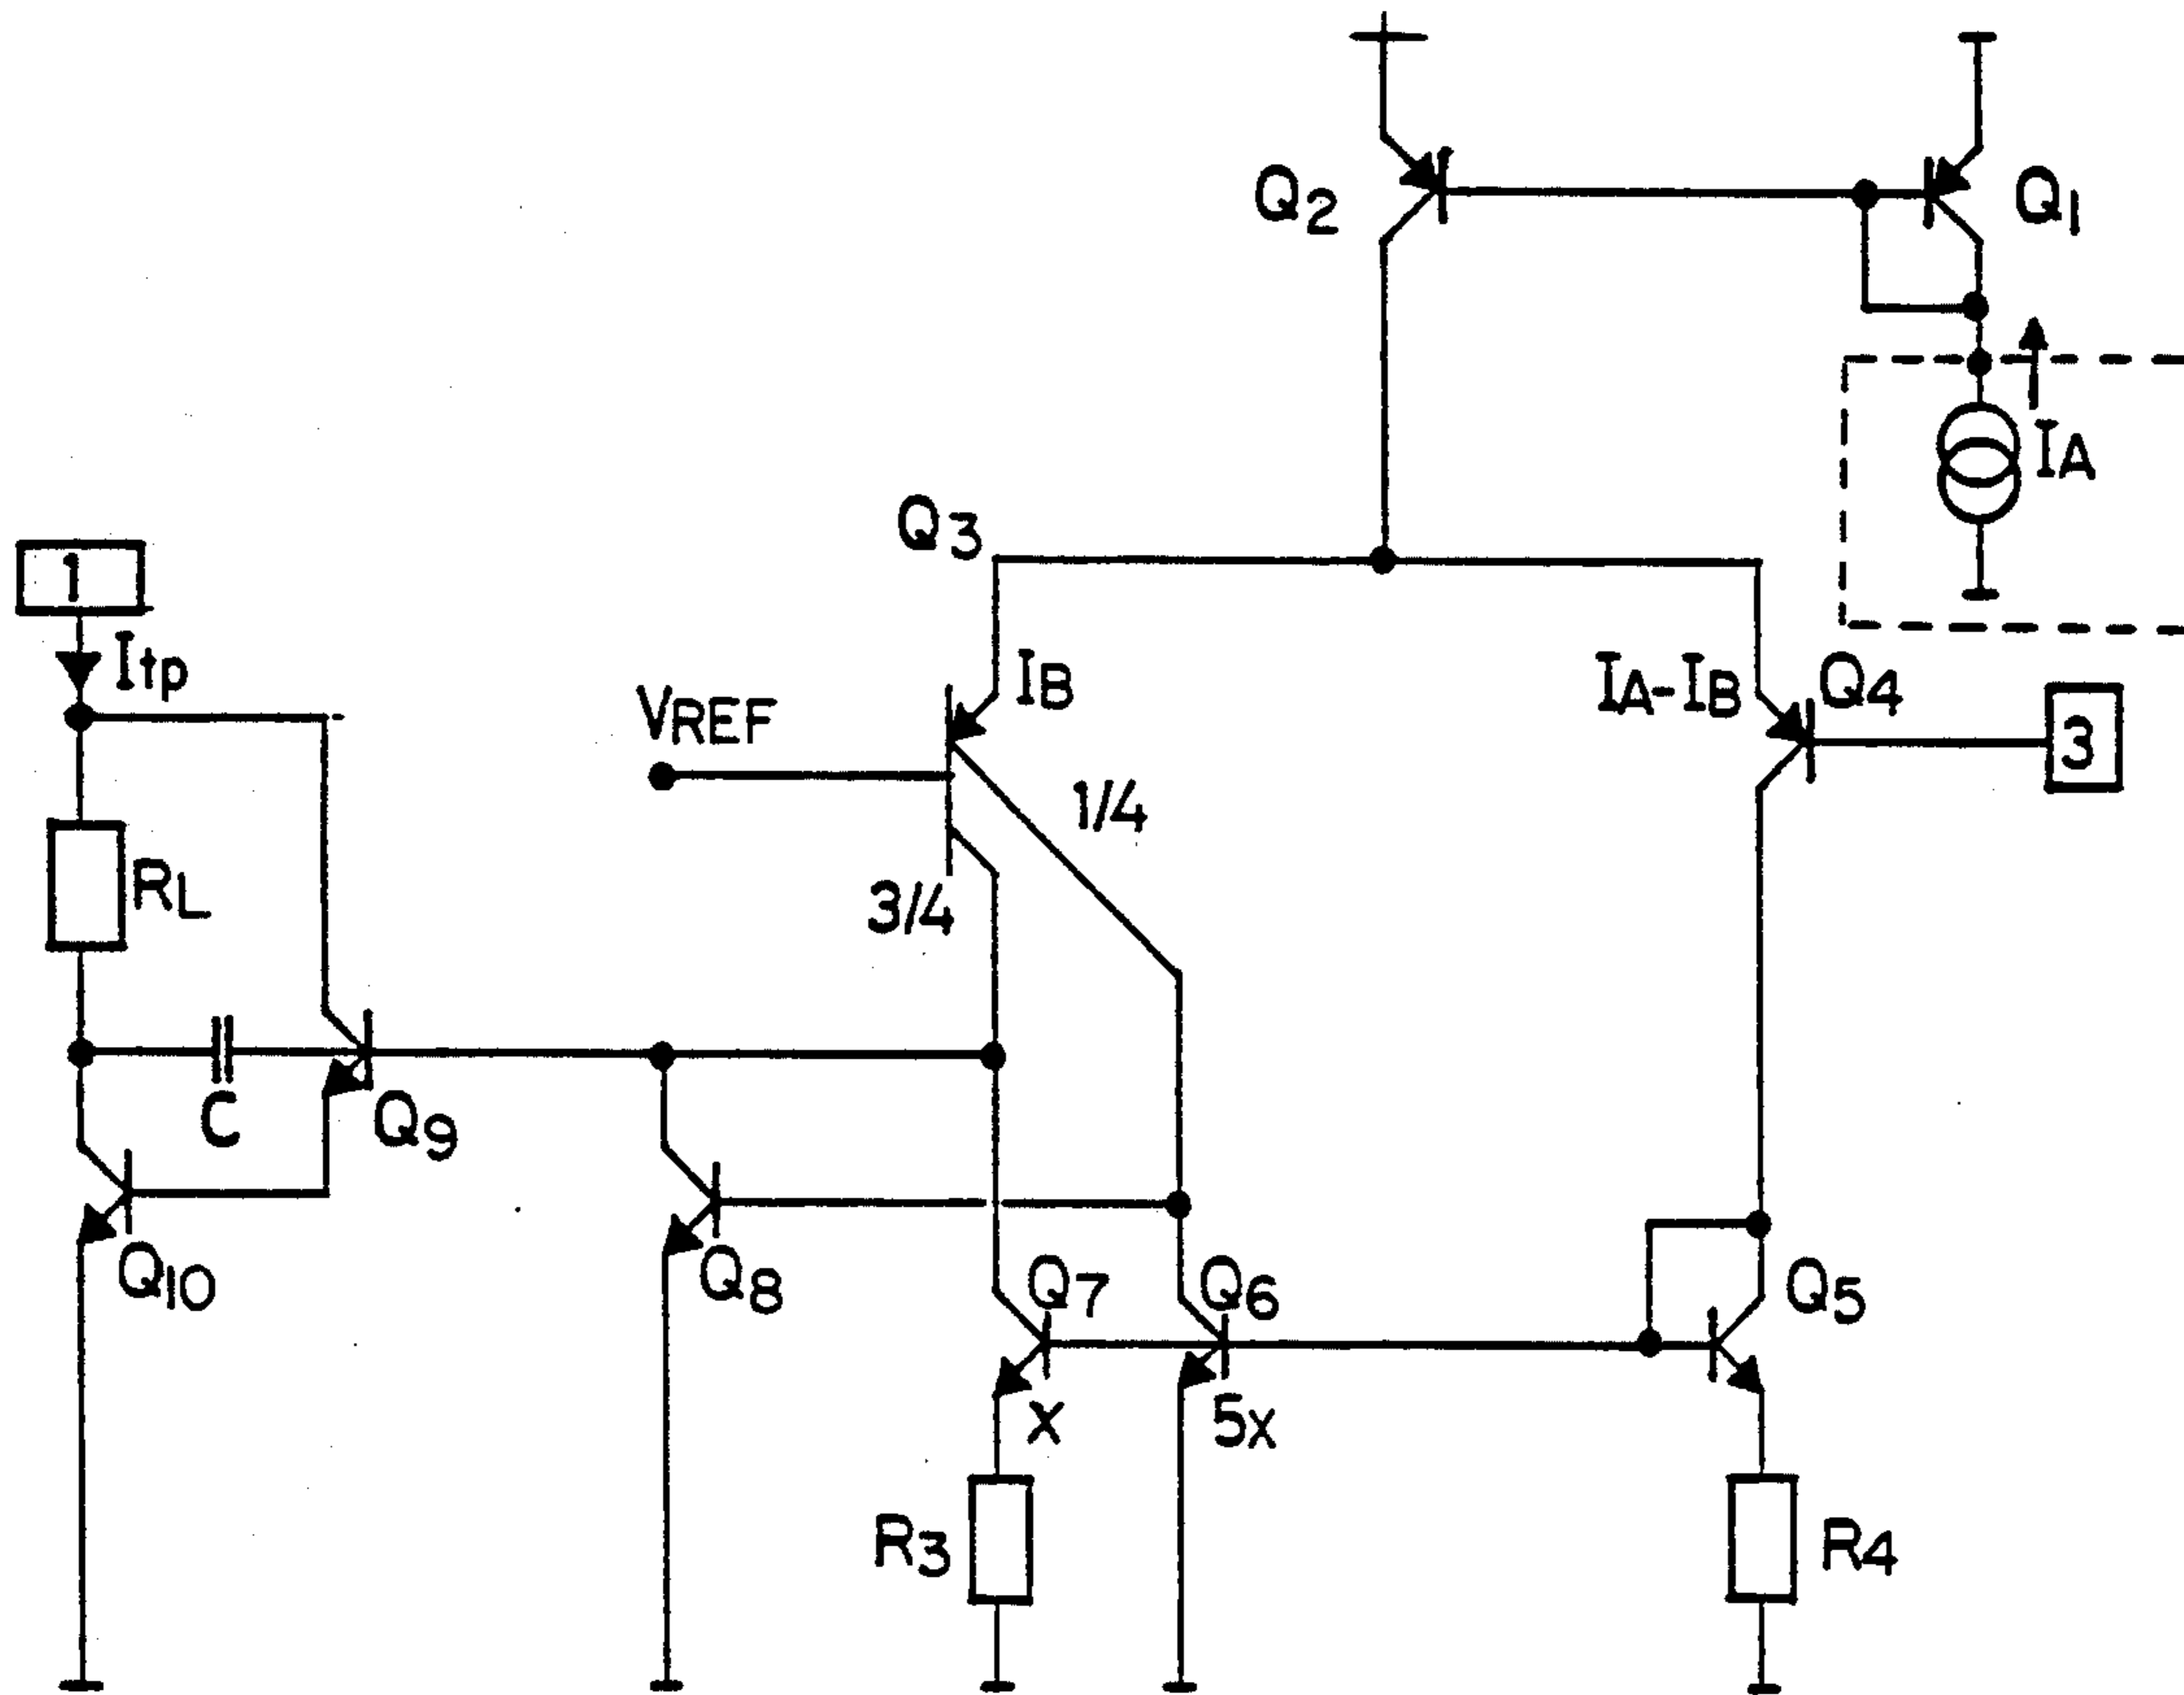 Q2
Q1
IA
Q3
1
Itp
IB
IA-IB
Q4
VREF
3
1/4
RL
3/4
C
Q9
Q10
Q8
Q7
Q6
Q5
x
5x
R3
R4